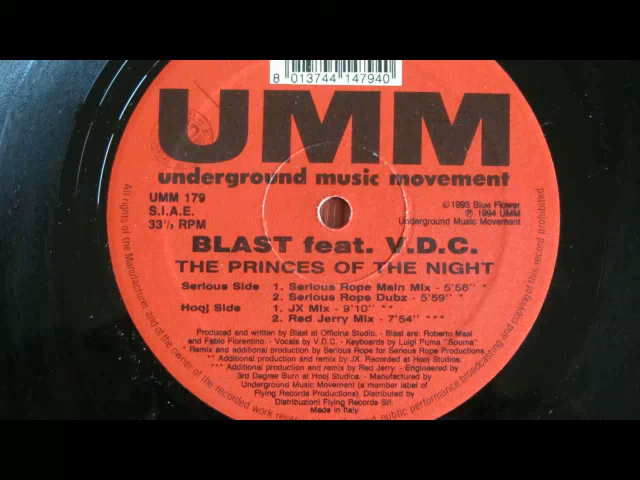 8 013744 147940
UMM
underground music movement
UMM 179
S.I.A.E.
33⅓ RPM
©1993 Blue Flower
℗ 1994 UMM
Underground Music Movement
BLAST feat. V.D.C.
THE PRINCES OF THE NIGHT
Serious Side 1. Serious Rope Main Mix - 5'56" *
2. Serious Rope Dubz - 5'59" *
Hooj Side 1. JX Mix - 9'10" **
2. Red Jerry Mix - 7'54" ***
Produced and written by Blast at Officina Studio. - Blast are: Roberto Masi
and Fabio Fiorentino. - Vocals by V.D.C. - Keyboards by Luigi Puma "Spuma"
* Remix and additional production by Serious Rope for Serious Rope Productions.
** Additional production and remix by JX. Recorded at Hooj Studios.
*** Additional production and remix by Red Jerry. - Engineered by
3rd Degree Burn at Hooj Studios. - Manufactured by
Underground Music Movement (a member label of
Flying Records Company). Distributed by
Distribuzioni Flying Records Srl.
Made in Italy.
All rights of the Manufacturer and of the owner of the recorded work rese
public performance, broadcasting and copying of this record prohibited